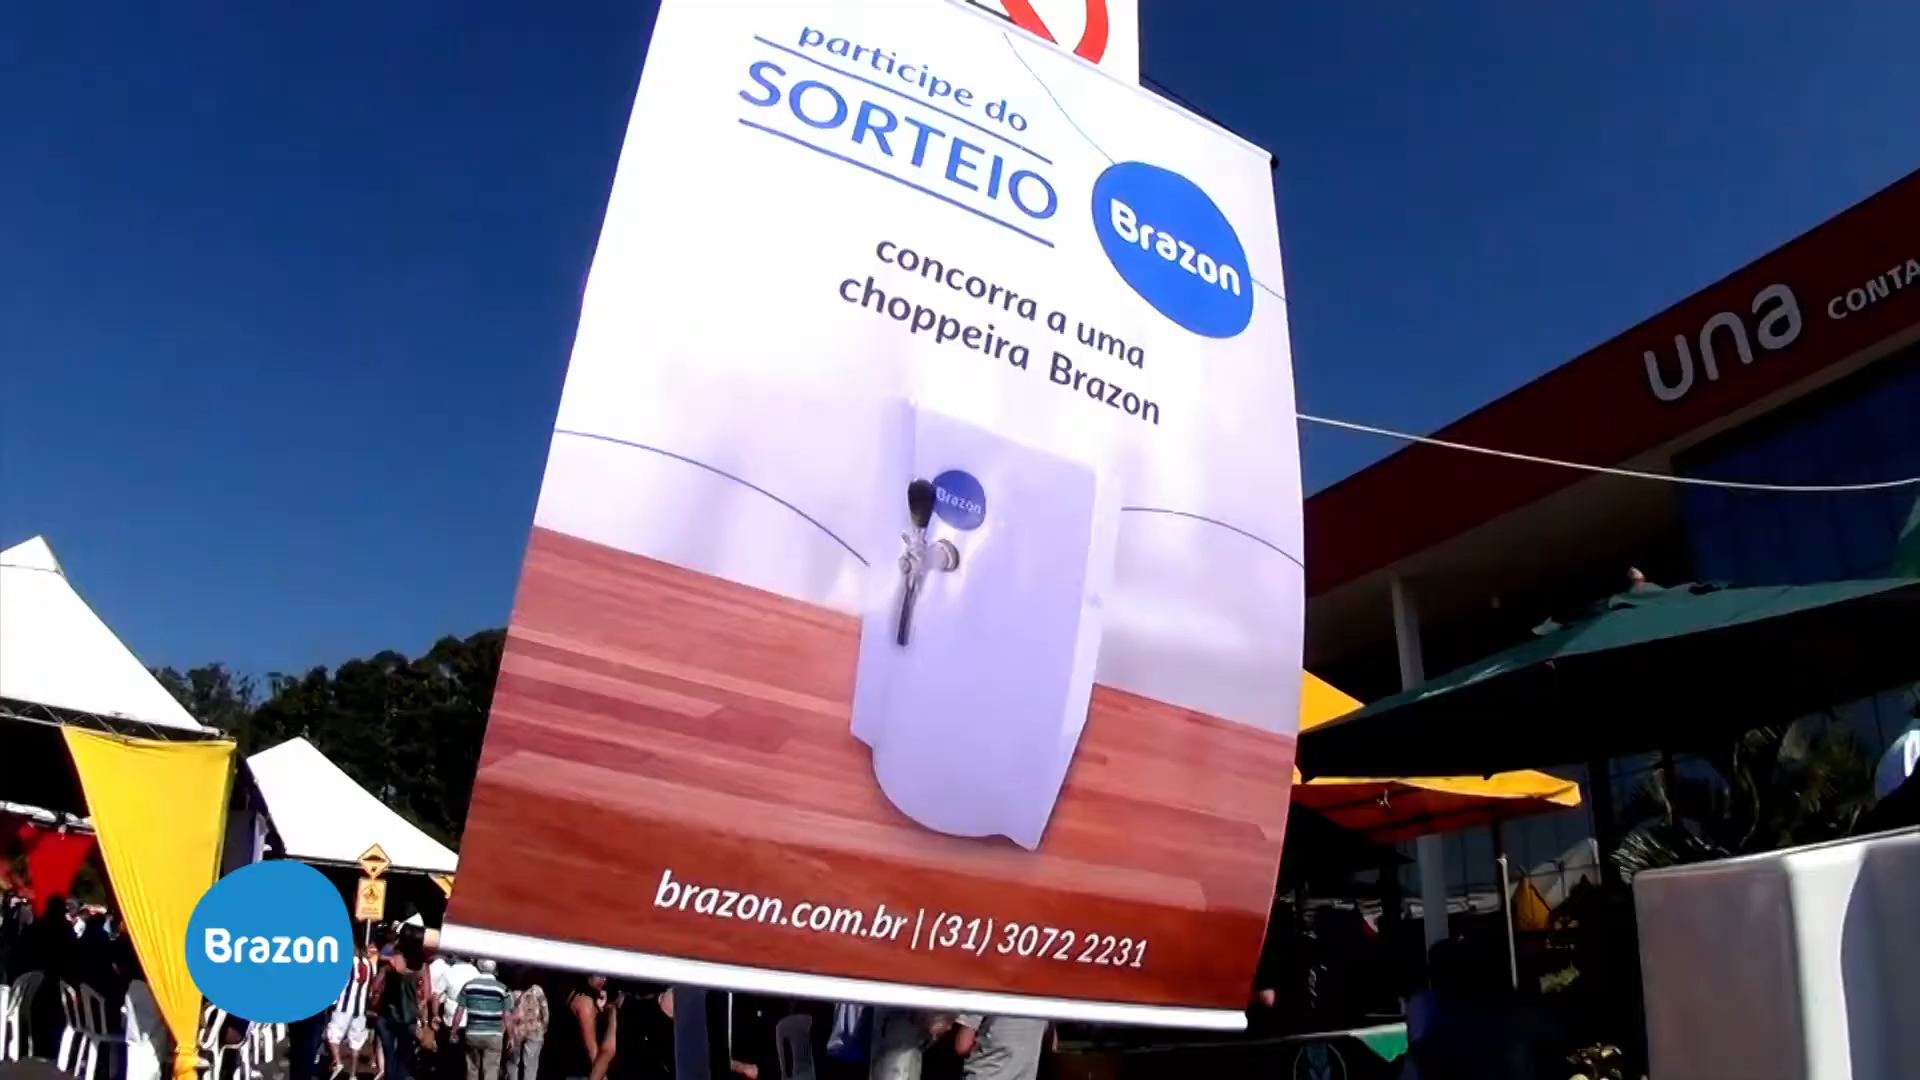 participe do
SORTEIO
Brazon
concorra a uma
choppeira Brazon
Brazon
brazon.com.br | (31) 3072 2231
una CONTA
Brazon